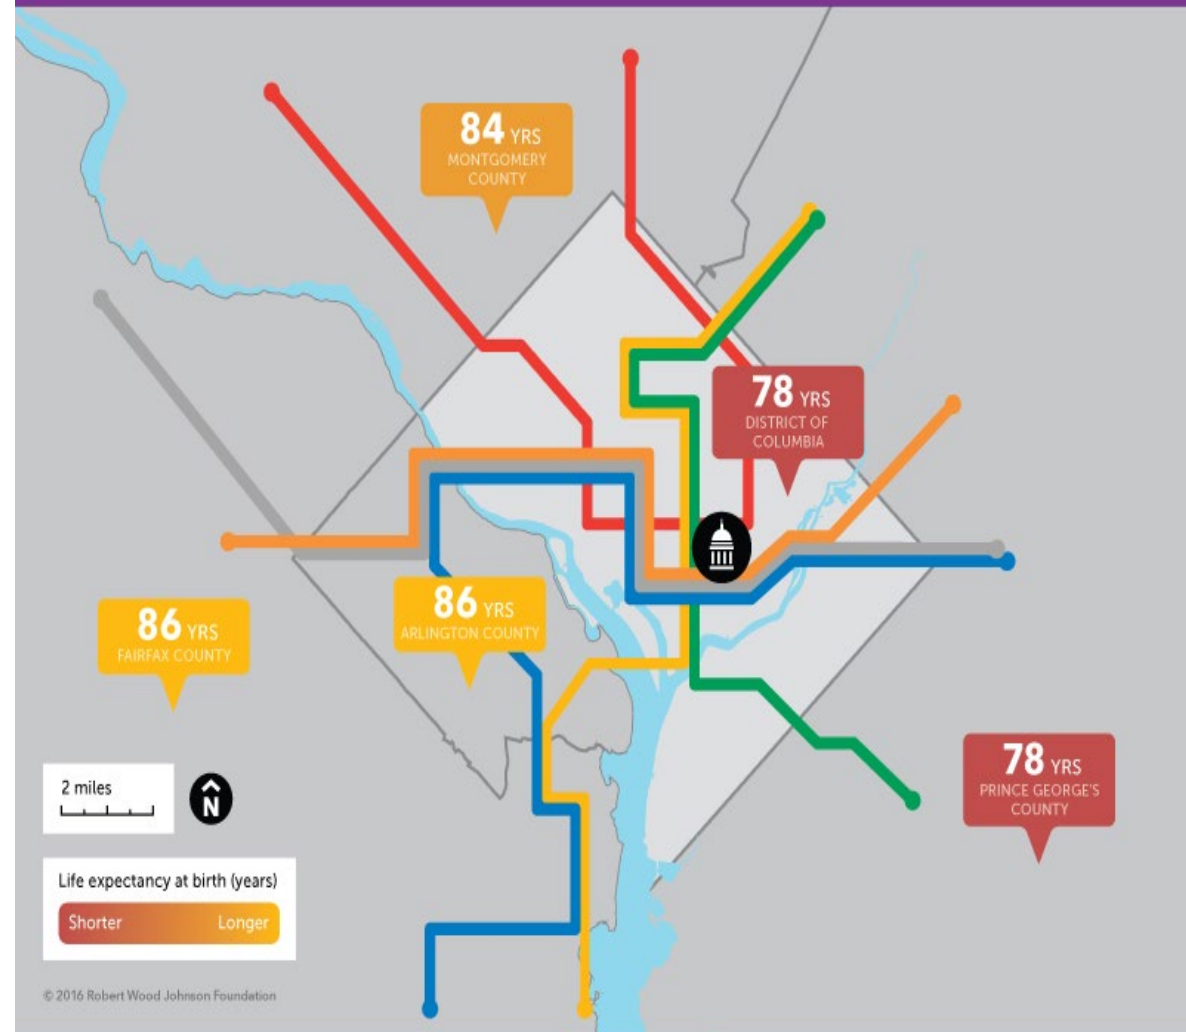 84 YRS
MONTGOMERY
COUNTY
78 YRS
DISTRICT OF
COLUMBIA
86 YRS
ARLINGTON COUNTY
86 YRS
FAIRFAX COUNTY
78 YRS
PRINCE GEORGE'S
COUNTY
2 miles
N
Life expectancy at birth (years)
Shorter Longer
© 2016 Robert Wood Johnson Foundation